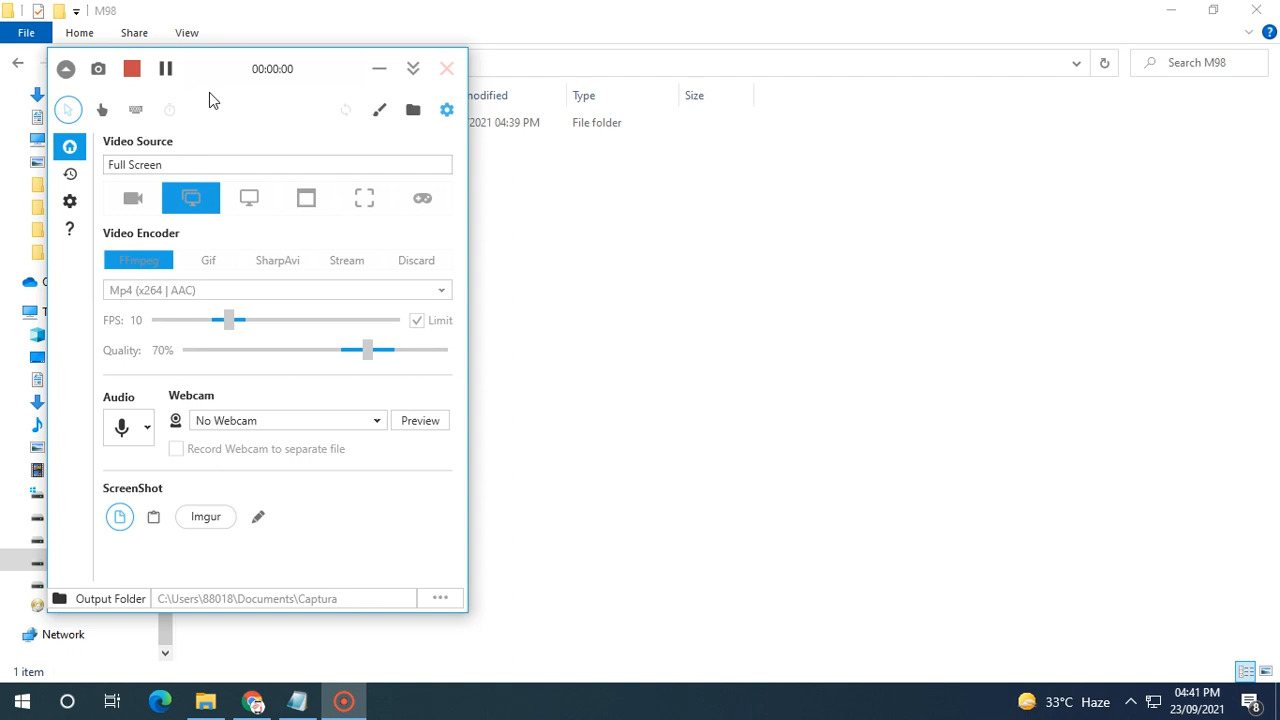 M98
File Home Share View
Search M98
00:00:00
modified Type Size
2021 04:39 PM File folder
Video Source
Full Screen
Video Encoder
FFmpeg Gif SharpAvi Stream Discard
Mp4 (x264 | AAC)
FPS: 10 Limit
Quality: 70%
Audio Webcam
No Webcam Preview
Record Webcam to separate file
ScreenShot
Imgur
Output Folder C:\Users\88018\Documents\Captura ...
Network
1 item
33°C Haze 04:41 PM
23/09/2021 8